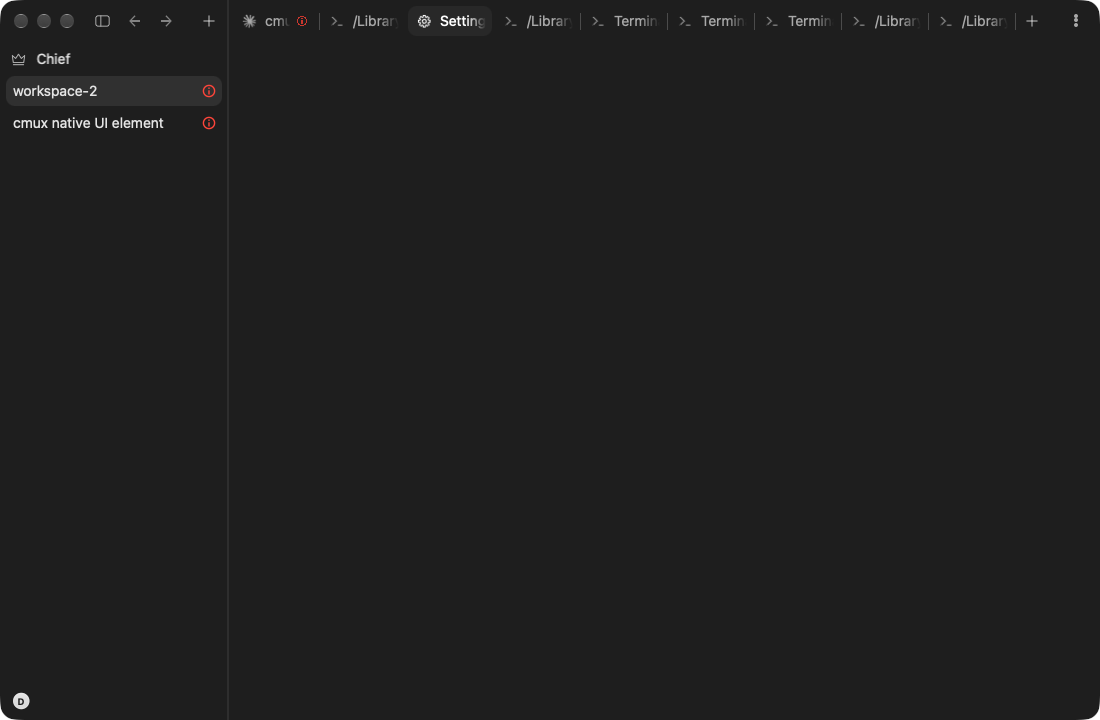 cmu
/Library
Setting
/Library
Termin
Termin
Termin
/Library
/Library
Chief
workspace-2
cmux native UI element
D